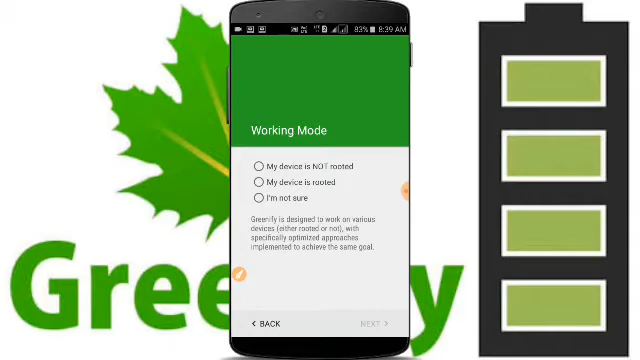 83% 8:39 AM
Working Mode
My device is NOT rooted
My device is rooted
I'm not sure
Greenify is designed to work on various
devices (either rooted or not), with
specifically optimized approaches
implemented to achieve the same goal.
BACK
NEXT
Gree y